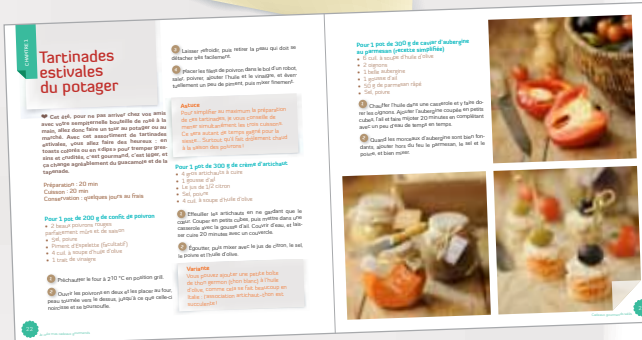 CHAPITRE 1
Tartinades
estivales
du potager
❤ Cet été, pour ne pas arriver chez vos amis
avec votre sempiternelle bouteille de rosé à la
main, allez donc faire un tour au potager ou au
marché. Avec cet assortiment de tartinades
estivales, vous allez faire des heureux : en
toasts colorés ou en « dips » pour tremper gres-
sins et crudités, c'est gourmand, c'est léger, et
ça change agréablement du guacamole et de la
tapenade.
Préparation : 20 min
Cuisson : 20 min
Conservation : quelques jours au frais
Pour 1 pot de 200 g de confit de poivron
• 2 beaux poivrons rouges
parfaitement mûrs et de saison
• Sel, poivre
• Piment d'Espelette (facultatif)
• 4 cuil. à soupe d'huile d'olive
• 1 trait de vinaigre
1 Préchauffer le four à 210 °C en position gril.
2 Ouvrir les poivrons en deux et les placer au four,
peau tournée vers le dessus, jusqu'à ce que celle-ci
noircisse et se boursoufle.
22
3 Laisser refroidir, puis retirer la peau qui doit se
détacher très facilement.
4 Placer les filets de poivron dans le bol d'un robot,
saler, poivrer, ajouter l'huile et le vinaigre, et éven-
tuellement un peu de piment, puis mixer finement.
Astuce
Pour simplifier au maximum la préparation
de ces tartinades, je vous conseille de
mener simultanément les trois cuissons.
Ce sera autant de temps gagné pour la
suite... Surtout qu'il fait drôlement chaud
à la saison des poivrons !
Pour 1 pot de 300 g de crème d'artichaut
• 4 gros artichauts à cuire
• 1 gousse d'ail
• Le jus de 1/2 citron
• Sel, poivre
• 4 cuil. à soupe d'huile d'olive
1 Effeuiller les artichauts en ne gardant que le
cœur. Couper en petits cubes, puis mettre dans une
casserole avec la gousse d'ail. Couvrir d'eau, et lais-
ser cuire 20 minutes avec un couvercle.
2 Égoutter, puis mixer avec le jus de citron, le sel,
le poivre et l'huile d'olive.
Variante
Vous pouvez ajouter une petite boîte
de thon germon (thon blanc) à l'huile
d'olive, comme cela se fait beaucoup en
Italie : l'association artichaut-thon est
succulente !
Pour 1 pot de 300 g de caviar d'aubergine
au parmesan (recette simplifiée)
• 6 cuil. à soupe d'huile d'olive
• 2 oignons
• 1 belle aubergine
• 1 gousse d'ail
• 50 g de parmesan râpé
• Sel, poivre
1 Chauffer l'huile dans une casserole et y faire do-
rer les oignons. Ajouter l'aubergine coupée en petits
cubes, l'ail et faire mijoter 20 minutes en complétant
avec un peu d'eau de temps en temps.
2 Quand les morceaux d'aubergine sont bien fon-
dants, ajouter hors du feu le parmesan, le sel et le
poivre, et bien mixer.